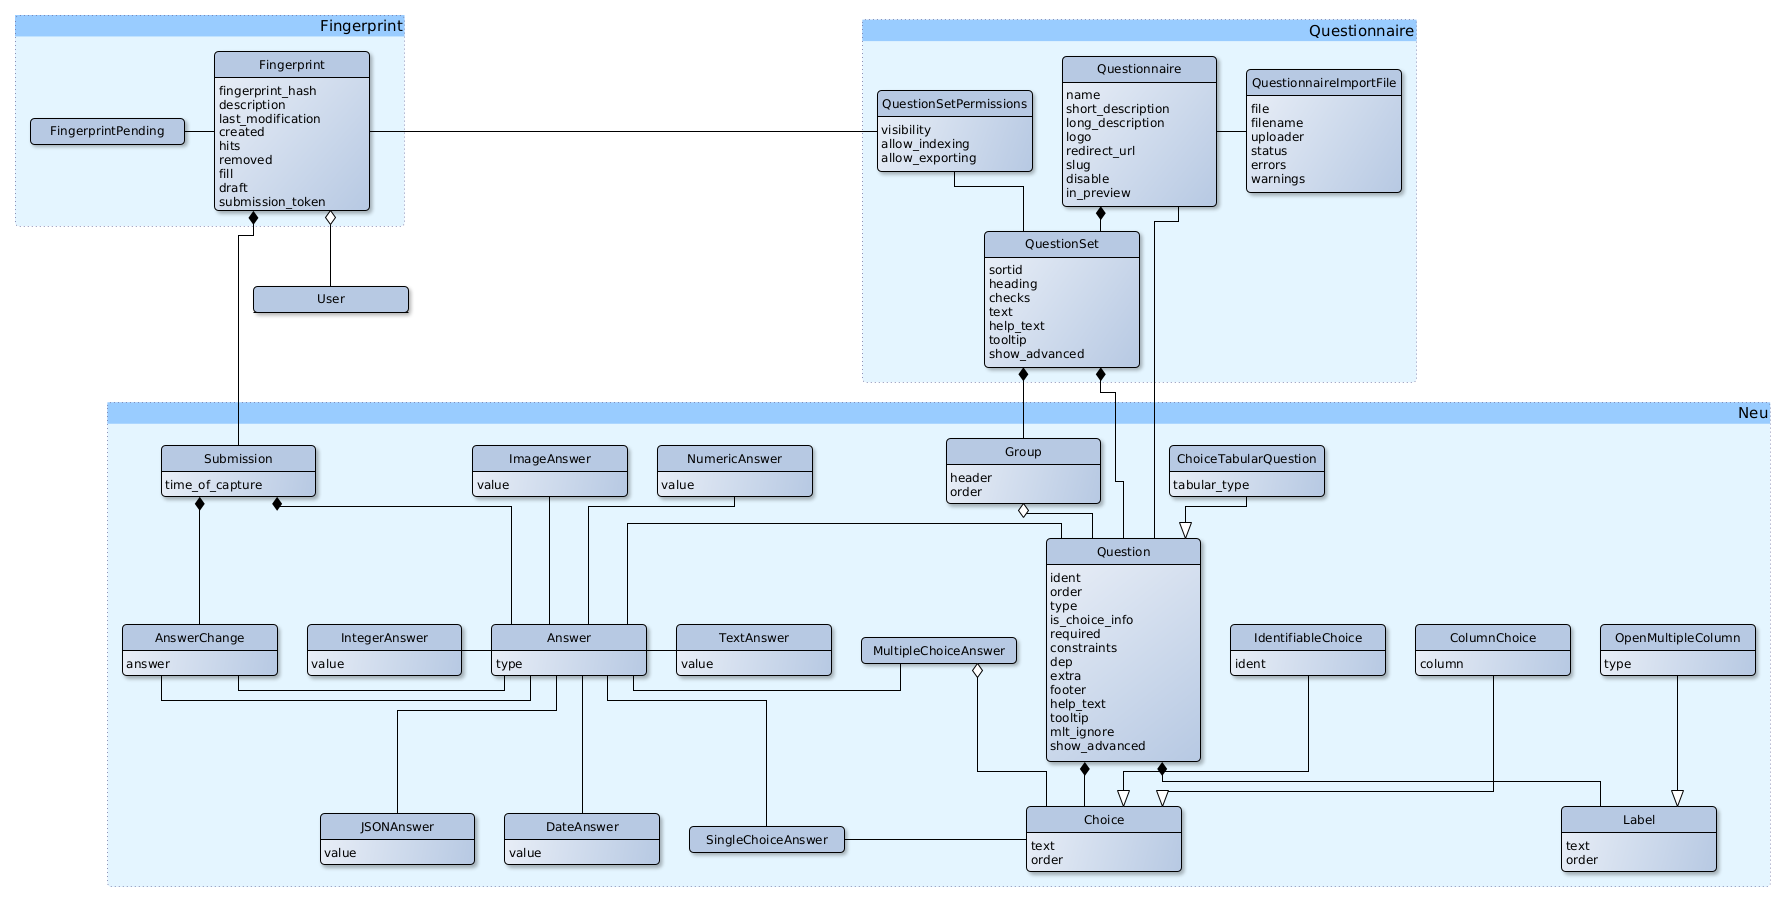 Fingerprint
Fingerprint
fingerprint_hash
description
last_modification
created
hits
removed
fill
draft
submission_token
FingerprintPending
User
Questionnaire
QuestionSetPermissions
visibility
allow_indexing
allow_exporting
Questionnaire
name
short_description
long_description
logo
redirect_url
slug
disable
in_preview
QuestionnaireImportFile
file
filename
uploader
status
errors
warnings
QuestionSet
sortid
heading
checks
text
help_text
tooltip
show_advanced
Neu
Submission
time_of_capture
ImageAnswer
value
NumericAnswer
value
Group
header
order
ChoiceTabularQuestion
tabular_type
Question
ident
order
type
is_choice_info
required
constraints
dep
extra
footer
help_text
tooltip
mlt_ignore
show_advanced
AnswerChange
answer
IntegerAnswer
value
Answer
type
TextAnswer
value
MultipleChoiceAnswer
IdentifiableChoice
ident
ColumnChoice
column
OpenMultipleColumn
type
JSONAnswer
value
DateAnswer
value
SingleChoiceAnswer
Choice
text
order
Label
text
order